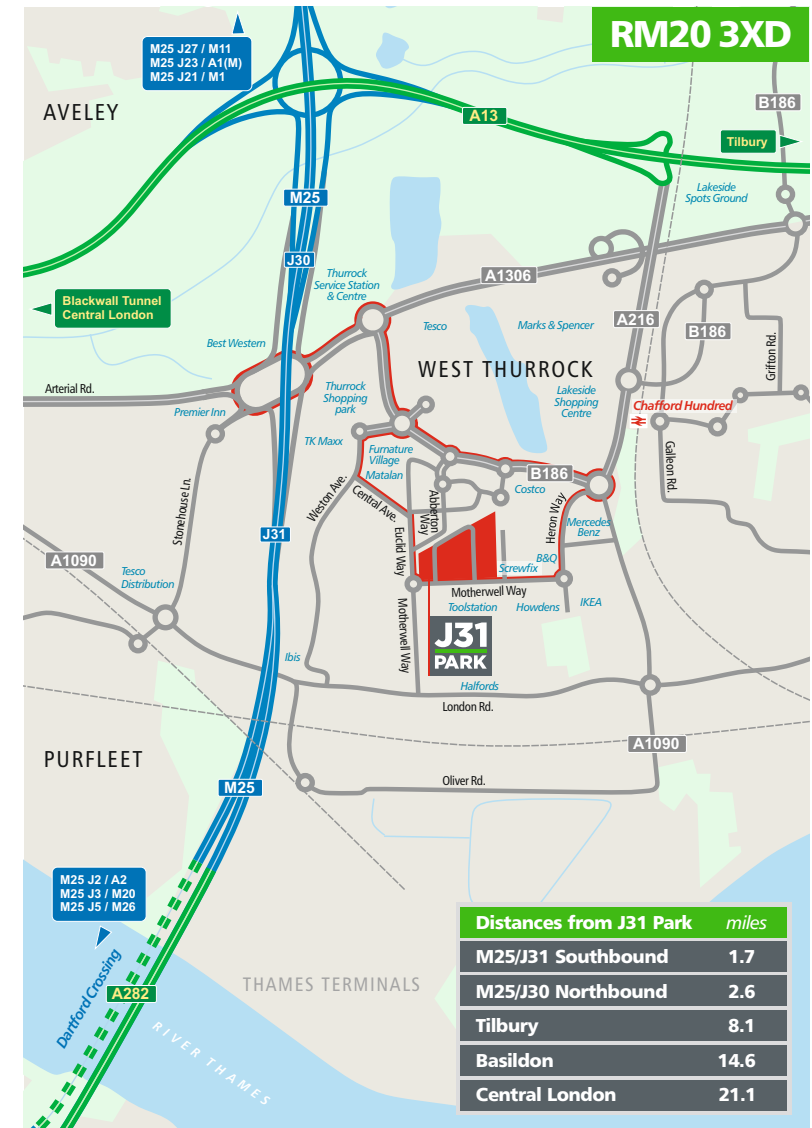 RM20 3XD
M25 J27 / M11
M25 J23 / A1(M)
M25 J21 / M1
AVELEY
B186
A13
Tilbury
Lakeside
Spots Ground
M25
J30
Thurrock
Service Station
& Centre
A1306
Blackwall Tunnel
Central London
Best Western
Tesco
Marks & Spencer
A216
B186
Grifton Rd.
Arterial Rd.
WEST THURROCK
Thurrock
Shopping
park
Lakeside
Shopping
Centre
Premier Inn
Chafford Hundred
TK Maxx
Furnature
Village
Matalan
Galleon Rd.
B186
Costco
Stonehouse Ln.
Weston Ave.
Central Ave.
Abberton
Way
Heron Way
Mercedes
Benz
J31
Euclid Way
B&Q
Screwfix
A1090
Tesco
Distribution
Motherwell Way
Toolstation
Howdens
IKEA
Motherwell Way
J31
PARK
Ibis
Halfords
London Rd.
A1090
PURFLEET
Oliver Rd.
M25
M25 J2 / A2
M25 J3 / M20
M25 J5 / M26
Dartford Crossing
A282
THAMES TERMINALS
RIVER THAMES
Distances from J31 Park miles
M25/J31 Southbound 1.7
M25/J30 Northbound 2.6
Tilbury 8.1
Basildon 14.6
Central London 21.1